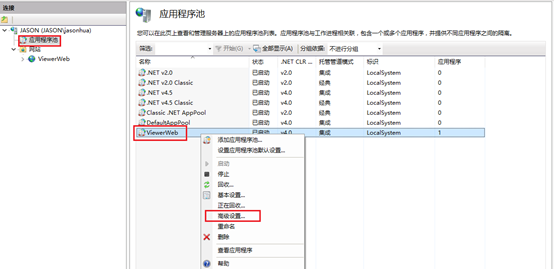 连接
JASON (JASON\jasonhua)
应用程序池
网站
ViewerWeb
应用程序池
您可以在此页上查看和管理服务器上的应用程序池列表。应用程序池与工作进程相关联，包含一个或多个应用程序，并提供不同应用程序之间的隔离。
筛选: 开始(G) 全部显示(A) 分组依据: 不进行分组
名称 状态 .NET CLR ... 托管管道模式 标识 应用程序
.NET v2.0 已启动 v2.0 集成 LocalSystem 0
.NET v2.0 Classic 已启动 v2.0 经典 LocalSystem 0
.NET v4.5 已启动 v4.0 集成 LocalSystem 0
.NET v4.5 Classic 已启动 v4.0 经典 LocalSystem 0
Classic .NET AppPool 已启动 v2.0 经典 LocalSystem 0
DefaultAppPool 已启动 v4.0 集成 LocalSystem 0
ViewerWeb 已启动 v4.0 集成 LocalSystem 1
添加应用程序池...
设置应用程序池默认设置...
启动
停止
回收...
基本设置...
正在回收...
高级设置...
重命名
删除
查看应用程序
帮助